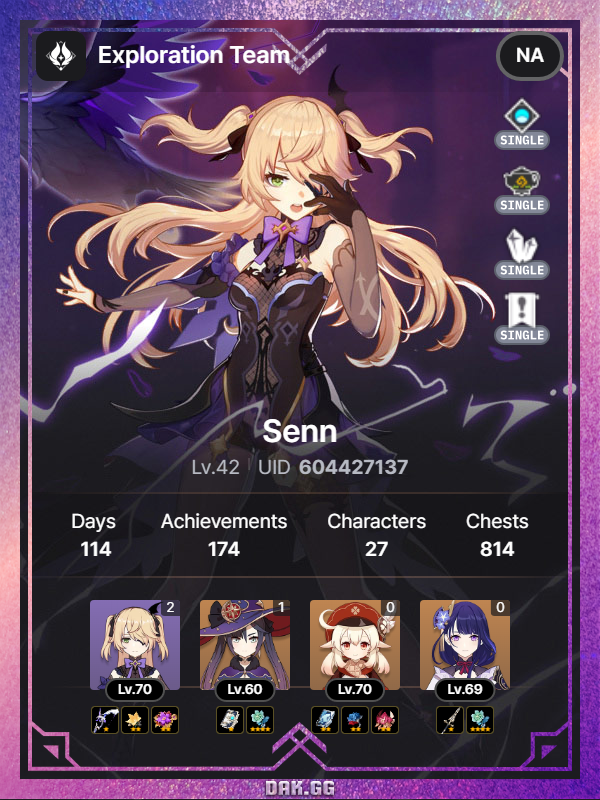 Exploration Team
NA
SINGLE
SINGLE
SINGLE
SINGLE
Senn
Lv.42 UID 604427137
Days Achievements Characters Chests
114 174 27 814
2 1 0 0
Lv.70 Lv.60 Lv.70 Lv.69
DAK.GG